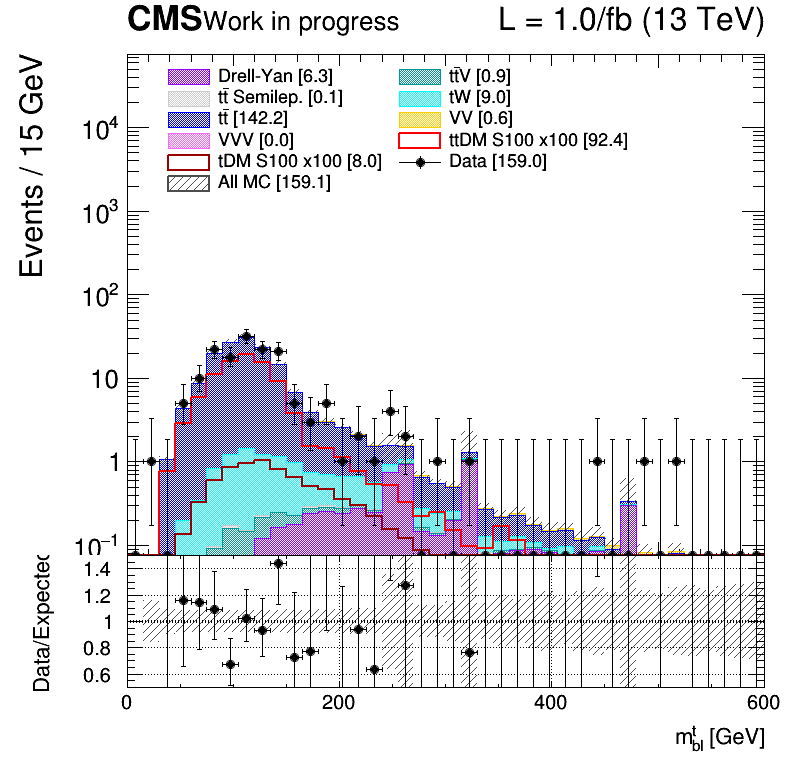 CMS Work in progress L = 1.0/fb (13 TeV)
Events / 15 GeV
Drell-Yan [6.3] tt̄V [0.9]
tt̄ Semilep. [0.1] tW [9.0]
tt̄ [142.2] VV [0.6]
VVV [0.0] ttDM S100 x100 [92.4]
tDM S100 x100 [8.0] Data [159.0]
All MC [159.1]
10⁴
10³
10²
10
1
10⁻¹
Data/Expected
1.4
1.2
1
0.8
0.6
0 200 400 600
mᵗbl [GeV]